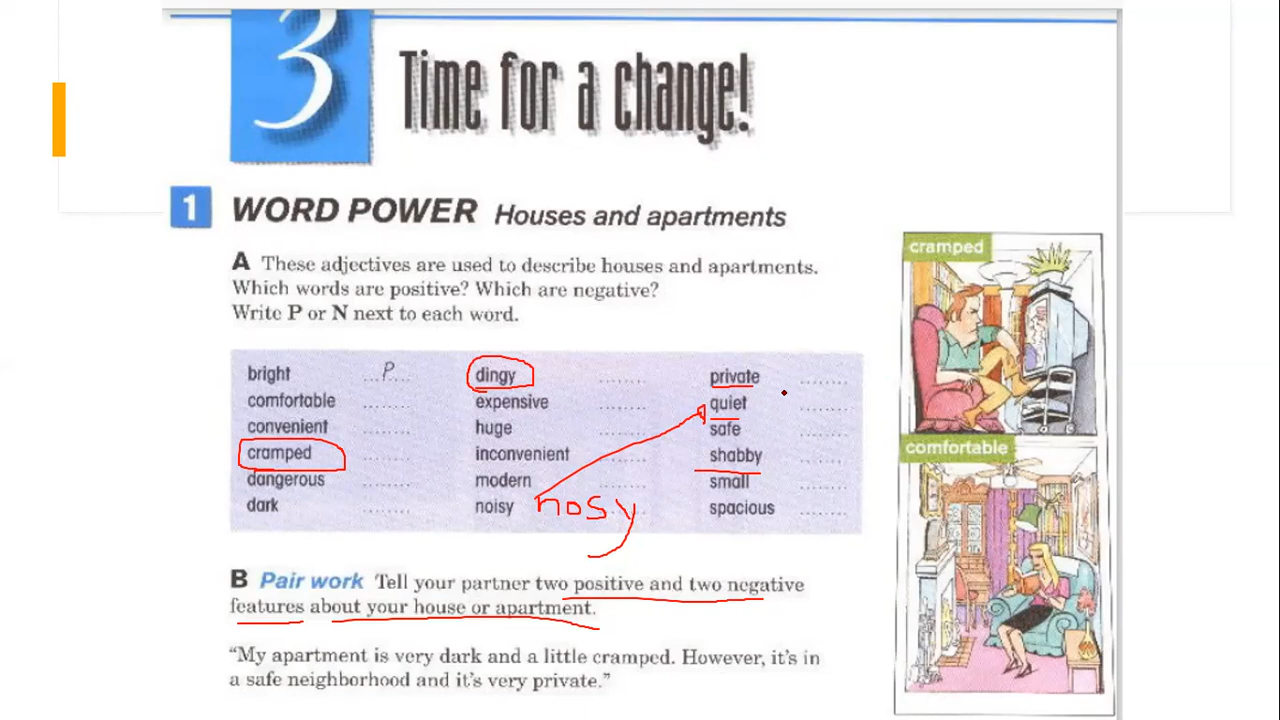 3
Time for a change!
1 WORD POWER Houses and apartments
A These adjectives are used to describe houses and apartments.
Which words are positive? Which are negative?
Write P or N next to each word.
bright ...P... dingy ........ private ........
comfortable ........ expensive ........ quiet ........
convenient ........ huge ........ safe ........
cramped ........ inconvenient ........ shabby ........
dangerous ........ modern ........ small ........
dark ........ noisy nosy spacious ........
B Pair work Tell your partner two positive and two negative
features about your house or apartment.
“My apartment is very dark and a little cramped. However, it’s in
a safe neighborhood and it’s very private.”
cramped
comfortable